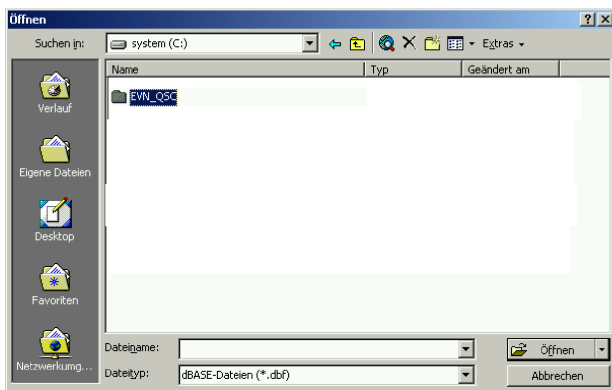 Öffnen
Suchen in: system (C:) Extras
Name Typ Geändert am
EVN_QSC
Verlauf
Eigene Dateien
Desktop
Favoriten
Netzwerkumg...
Dateiname: Öffnen
Dateityp: dBASE-Dateien (*.dbf) Abbrechen